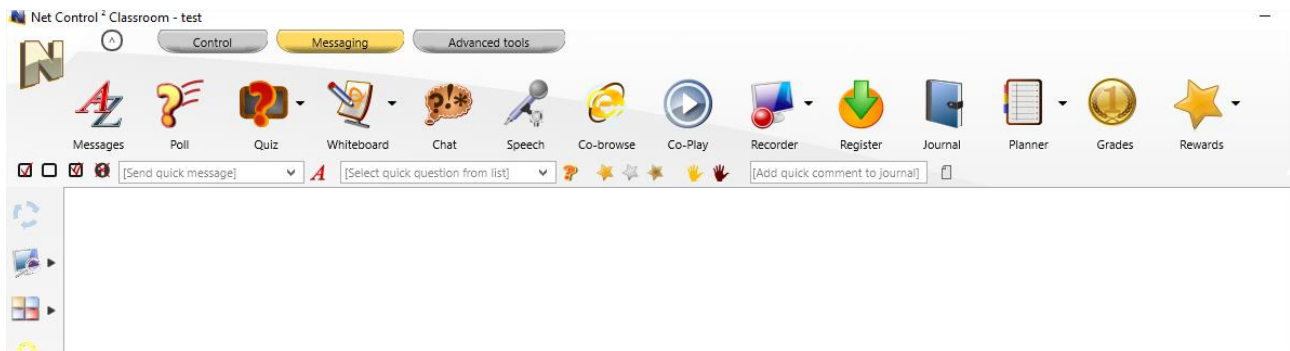 Net Control ² Classroom - test
Control Messaging Advanced tools
Messages Poll Quiz Whiteboard Chat Speech Co-browse Co-Play Recorder Register Journal Planner Grades Rewards
[Send quick message] A [Select quick question from list] [Add quick comment to journal]